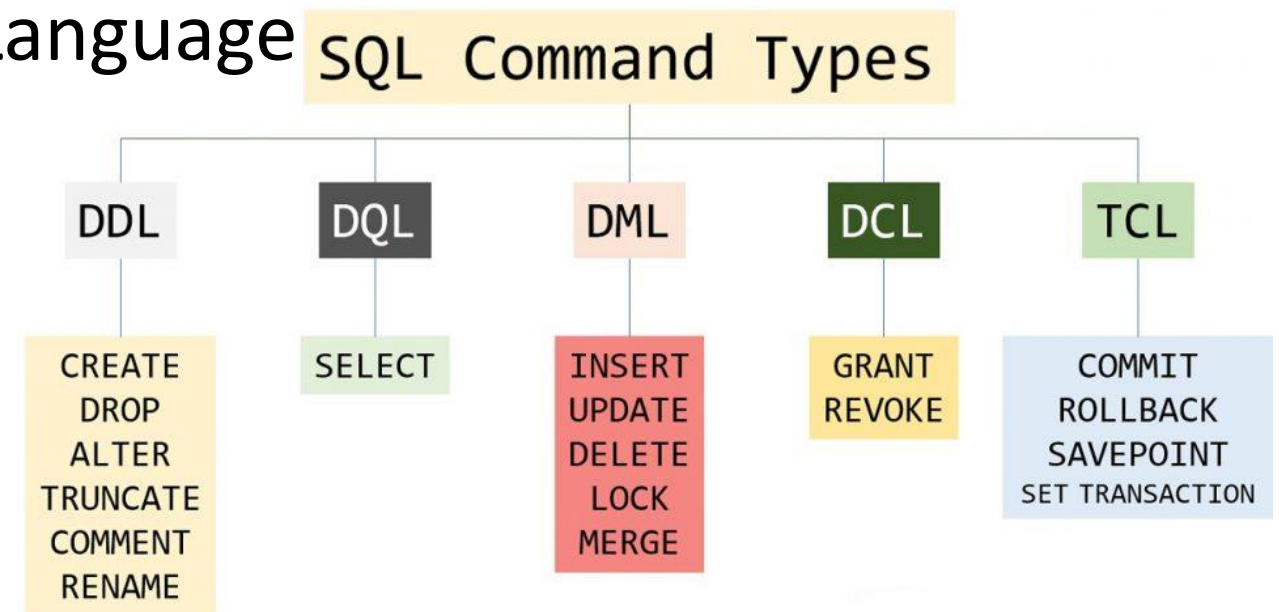 Language
SQL Command Types
DDL
DQL
DML
DCL
TCL
CREATE
DROP
ALTER
TRUNCATE
COMMENT
RENAME
SELECT
INSERT
UPDATE
DELETE
LOCK
MERGE
GRANT
REVOKE
COMMIT
ROLLBACK
SAVEPOINT
SET TRANSACTION